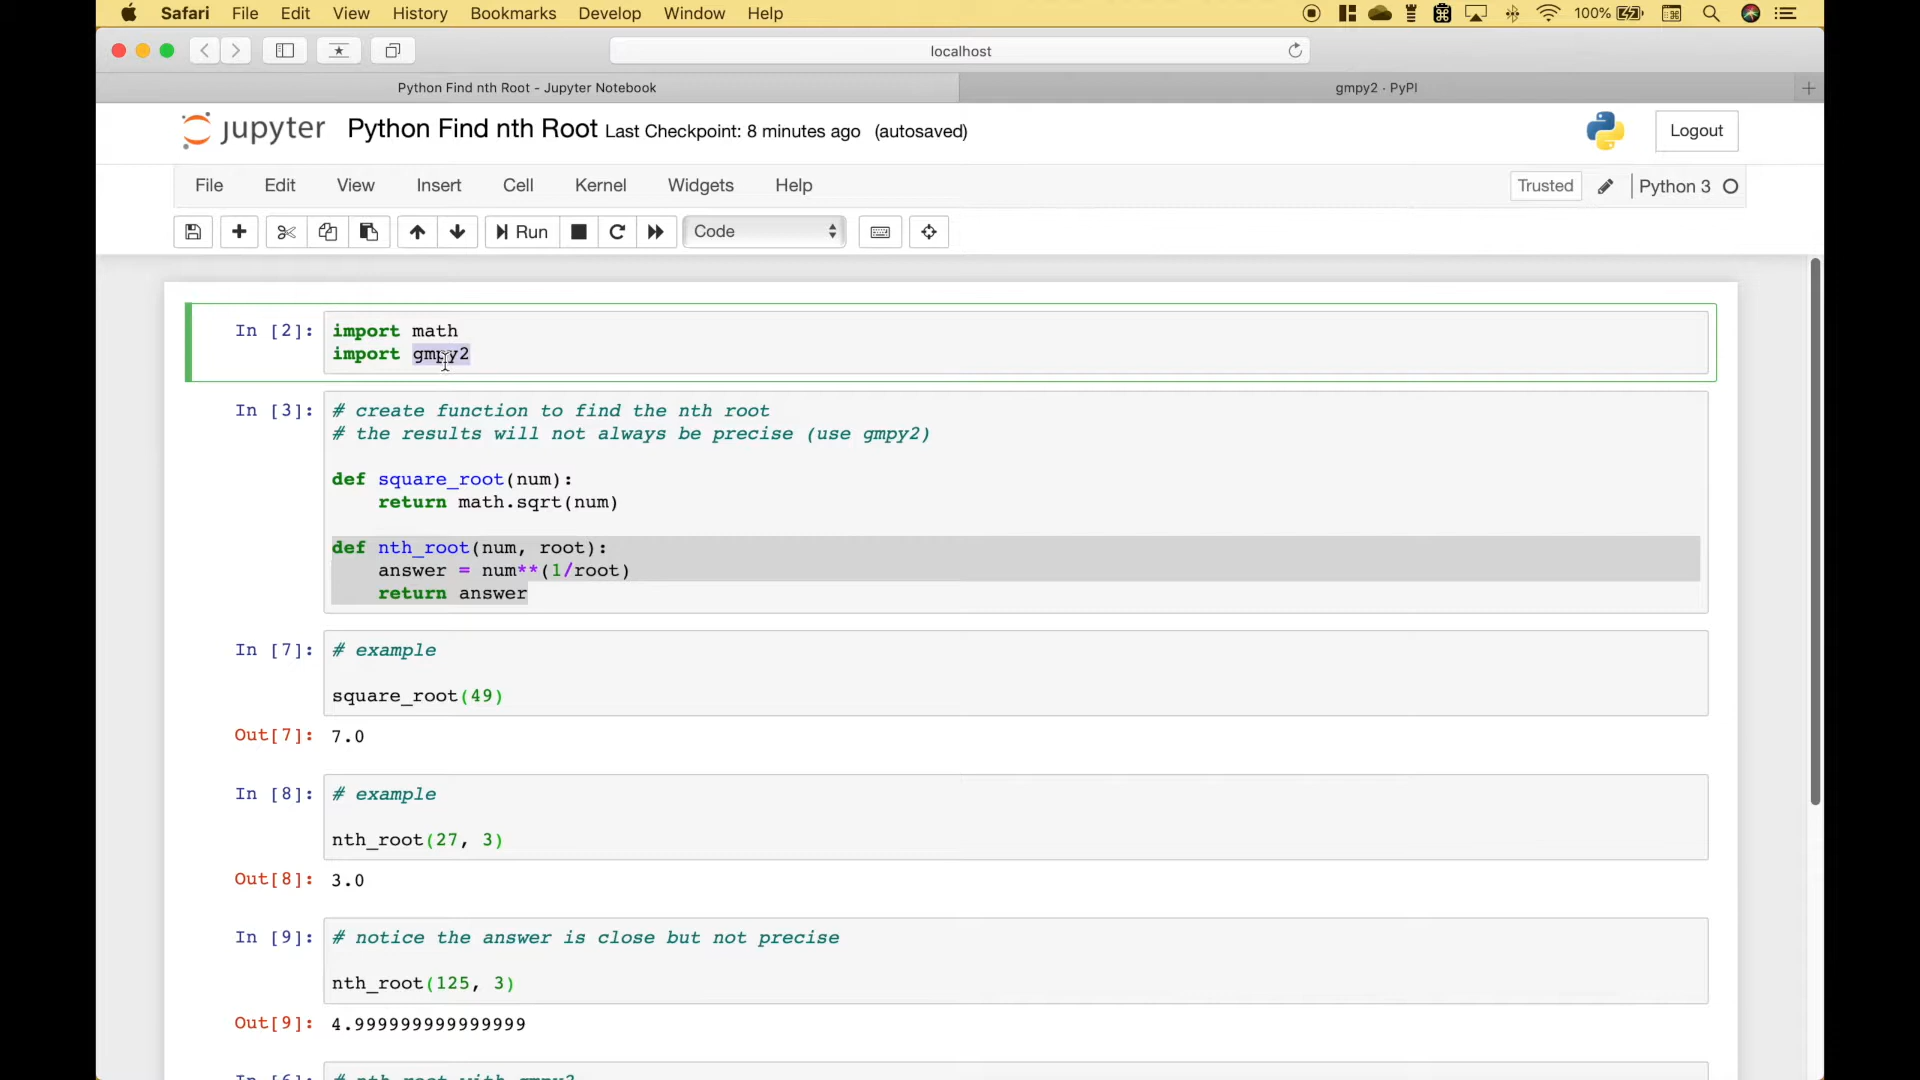 Safari File Edit View History Bookmarks Develop Window Help 100%
localhost
Python Find nth Root - Jupyter Notebook
gmpy2 · PyPI
jupyter Python Find nth Root Last Checkpoint: 8 minutes ago (autosaved)
Logout
File Edit View Insert Cell Kernel Widgets Help
Trusted
Python 3
Run
Code
In [2]: import math
import gmpy2
In [3]: # create function to find the nth root
# the results will not always be precise (use gmpy2)
def square_root(num):
return math.sqrt(num)
def nth_root(num, root):
answer = num**(1/root)
return answer
In [7]: # example
square_root(49)
Out[7]: 7.0
In [8]: # example
nth_root(27, 3)
Out[8]: 3.0
In [9]: # notice the answer is close but not precise
nth_root(125, 3)
Out[9]: 4.999999999999999
In [6]: # nth root with gmpy2